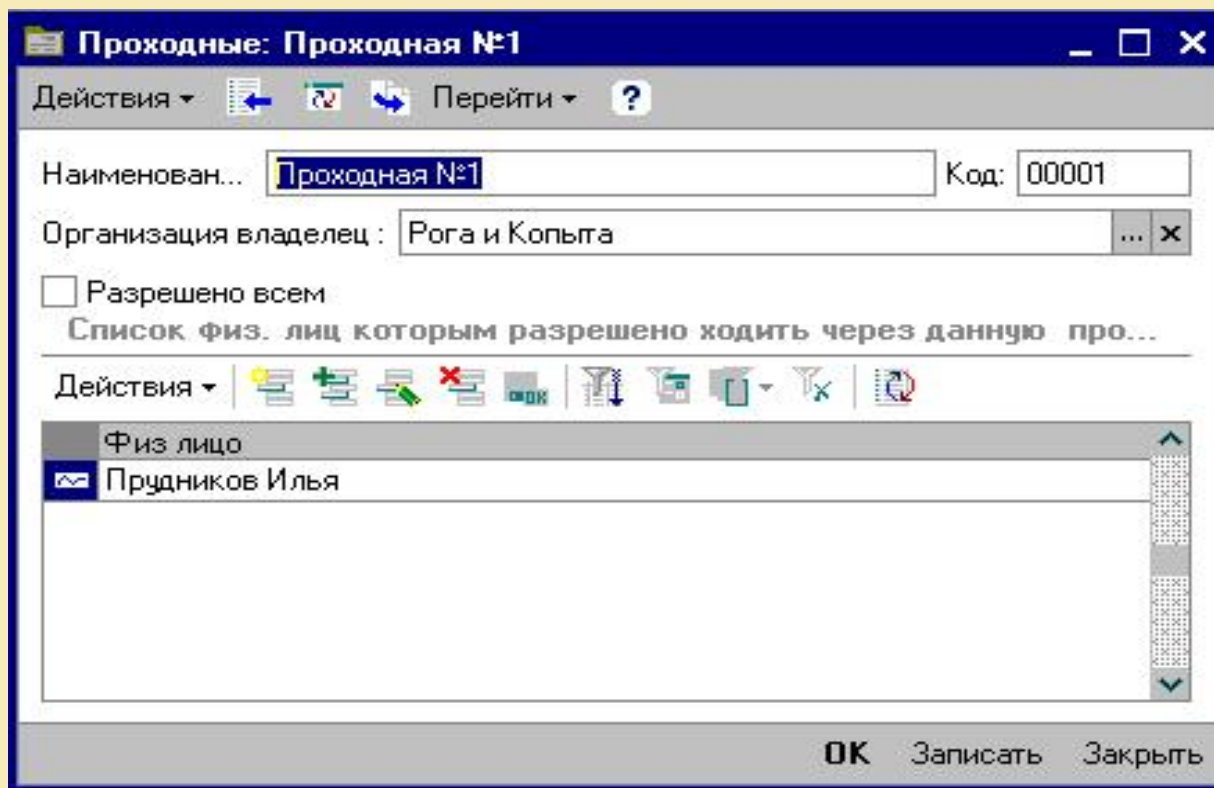 Проходные: Проходная №1
Действия Перейти ?
Наименован... Проходная №1 Код: 00001
Организация владелец : Рога и Копыта ...
Разрешено всем
Список физ. лиц которым разрешено ходить через данную про...
Действия
Физ лицо
Прудников Илья
OK Записать Закрыть